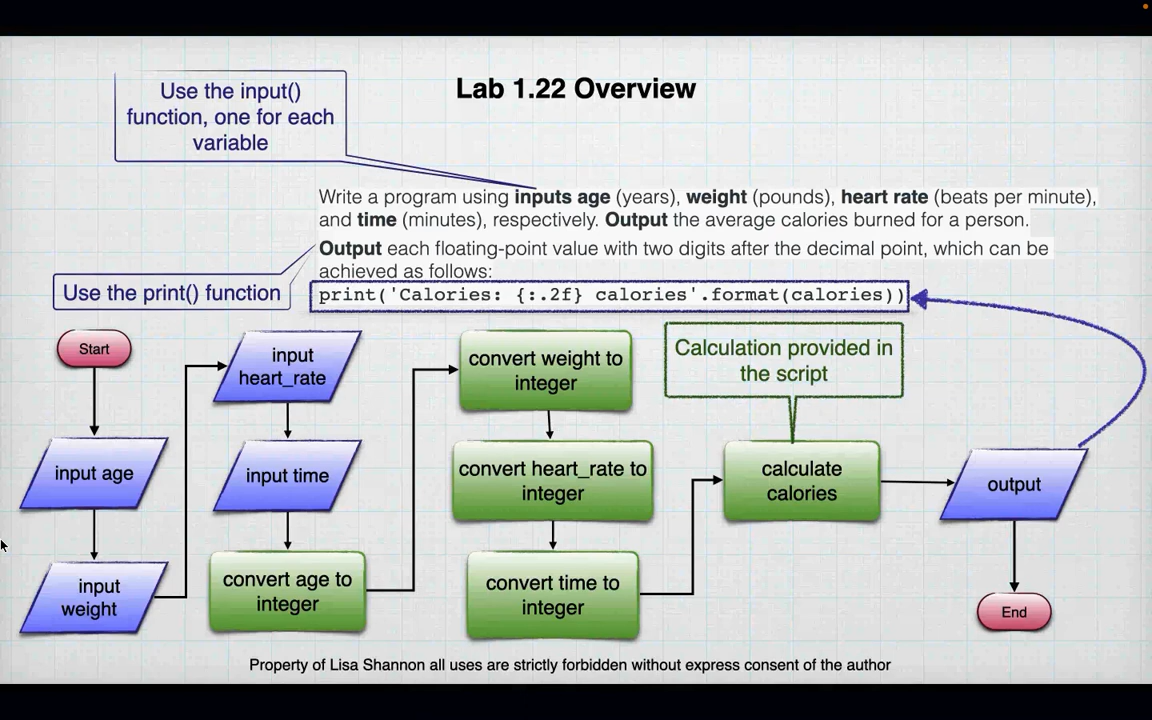 Lab 1.22 Overview
Use the input()
function, one for each
variable
Write a program using inputs age (years), weight (pounds), heart rate (beats per minute),
and time (minutes), respectively. Output the average calories burned for a person.
Output each floating-point value with two digits after the decimal point, which can be
achieved as follows:
print('Calories: {:.2f} calories'.format(calories))
Use the print() function
Start
input age
input
weight
input
heart_rate
input time
convert age to
integer
convert weight to
integer
convert heart_rate to
integer
convert time to
integer
Calculation provided in
the script
calculate
calories
output
End
Property of Lisa Shannon all uses are strictly forbidden without express consent of the author